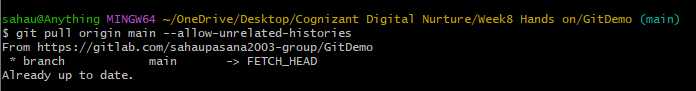 sahau@Anything MINGW64 ~/OneDrive/Desktop/Cognizant Digital Nurture/Week8 Hands on/GitDemo (main)
$ git pull origin main --allow-unrelated-histories
From https://gitlab.com/sahaupasana2003-group/GitDemo
 * branch            main       -> FETCH_HEAD
Already up to date.